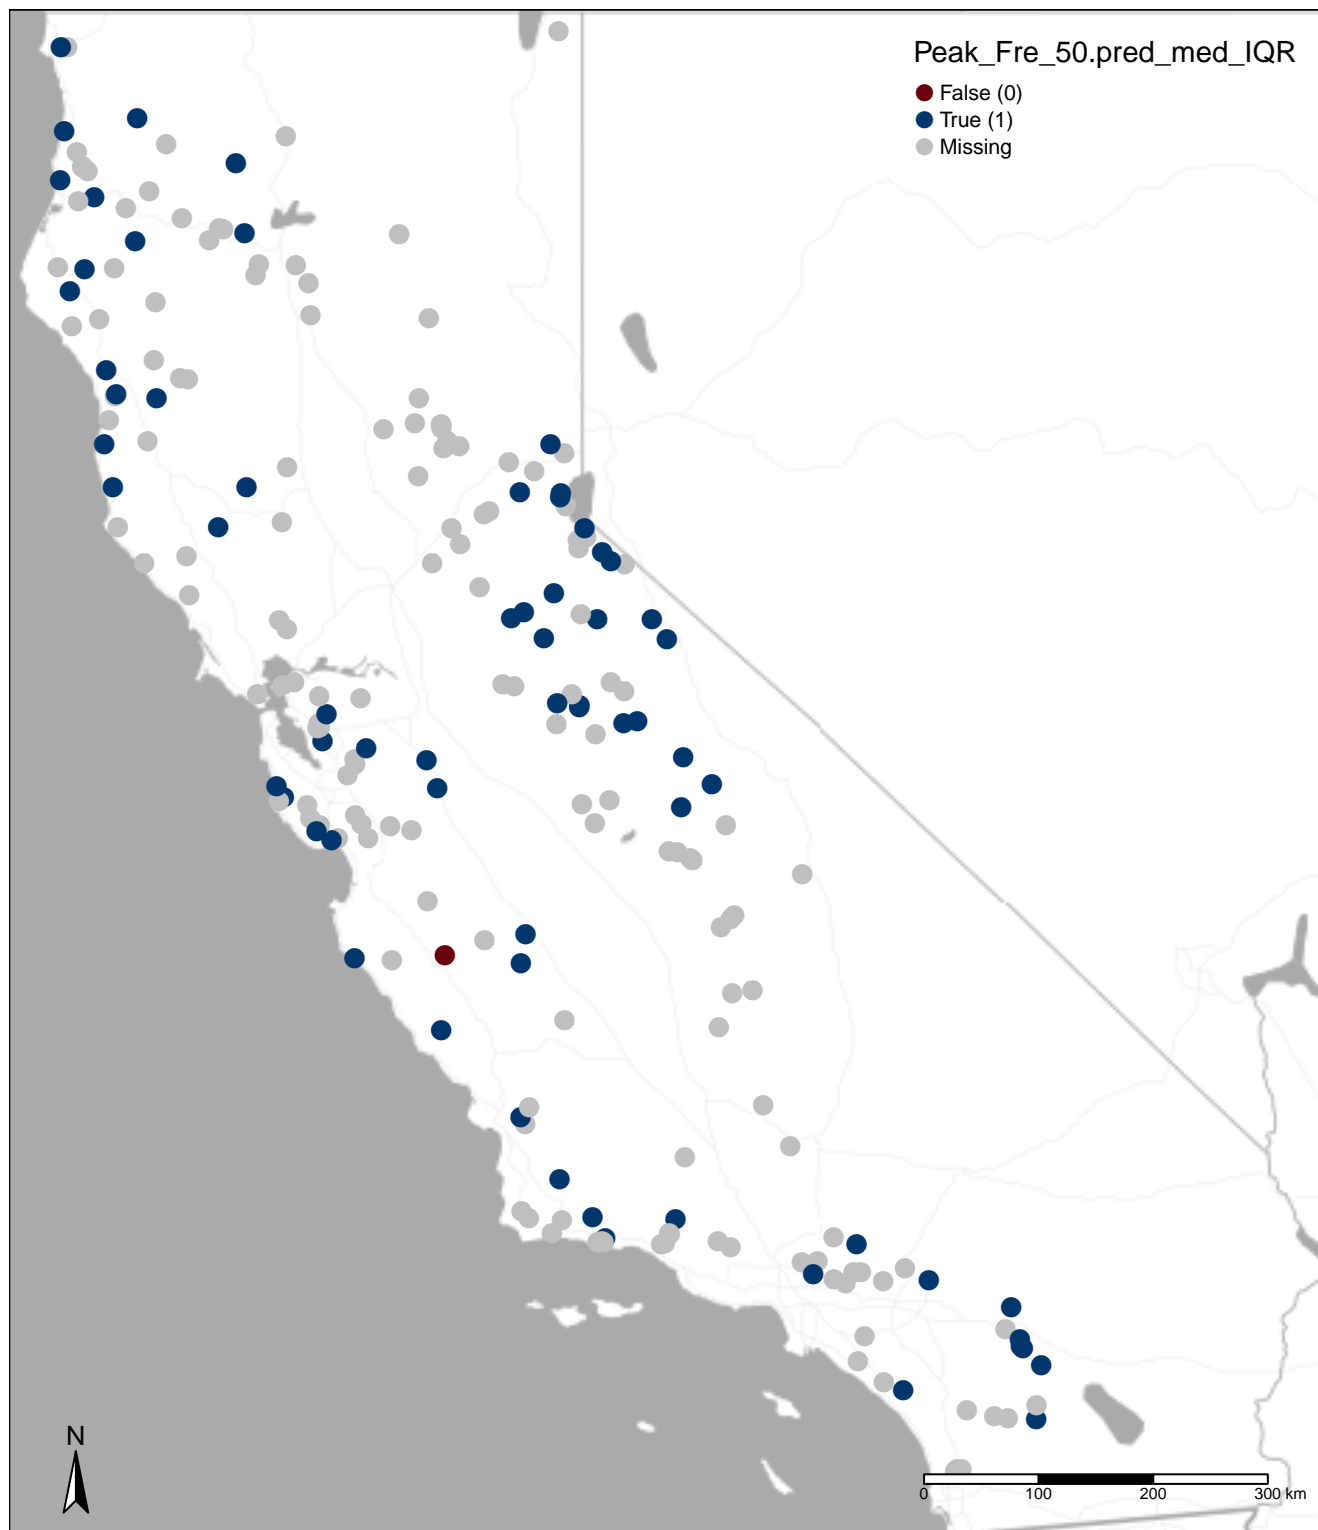 Peak_Fre_50.pred_med_IQR
False (0)
True (1)
Missing
N
0 100 200 300 km